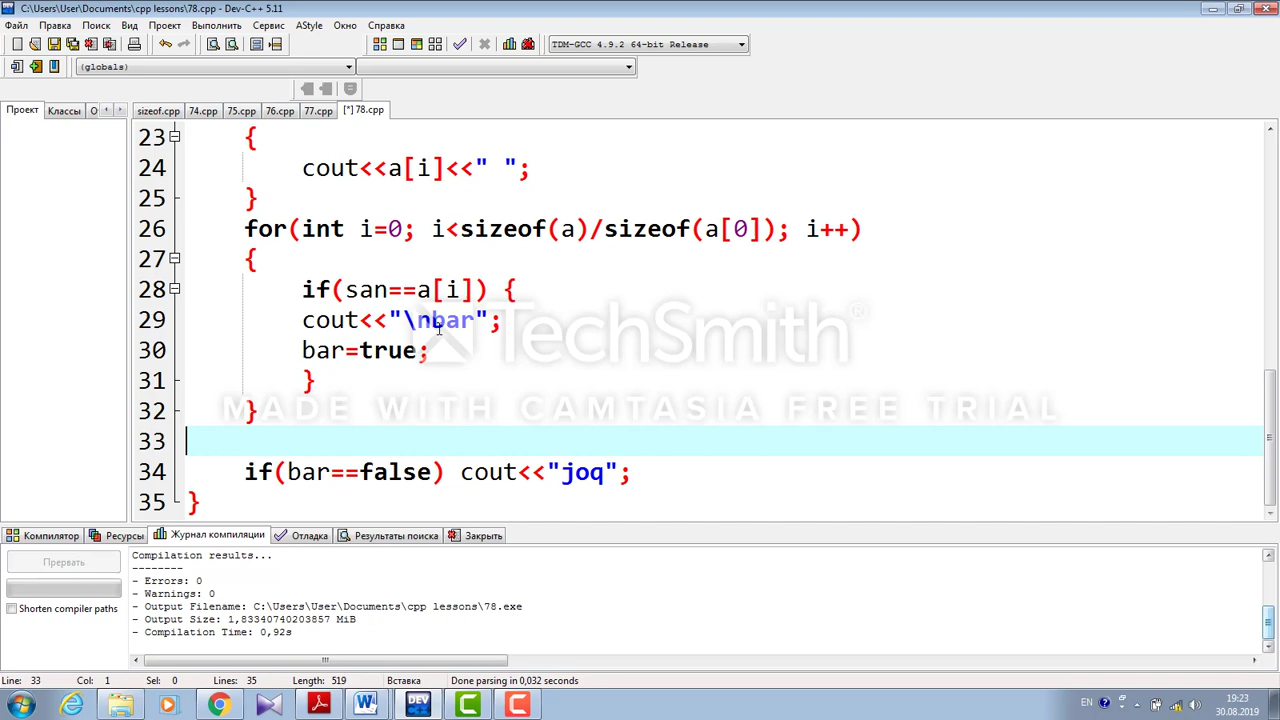 C:\Users\User\Documents\cpp lessons\78.cpp - Dev-C++ 5.11
Файл Правка Поиск Вид Проект Выполнить Сервис AStyle Окно Справка
TDM-GCC 4.9.2 64-bit Release
(globals)
Проект Классы О
sizeof.cpp 74.cpp 75.cpp 76.cpp 77.cpp [*] 78.cpp
23 {
24 cout<<a[i]<<" ";
25 }
26 for(int i=0; i<sizeof(a)/sizeof(a[0]); i++)
27 {
28 if(san==a[i]) {
29 cout<<"\nbar";
30 bar=true;
31 }
32 }
33
34 if(bar==false) cout<<"joq";
35 }
TechSmith®
MADE WITH CAMTASIA FREE TRIAL
Компилятор Ресурсы Журнал компиляции Отладка Результаты поиска Закрыть
Прервать
Shorten compiler paths
Compilation results...
--------
- Errors: 0
- Warnings: 0
- Output Filename: C:\Users\User\Documents\cpp lessons\78.exe
- Output Size: 1,83340740203857 MiB
- Compilation Time: 0,92s
Line: 33 Col: 1 Sel: 0 Lines: 35 Length: 519 Вставка Done parsing in 0,032 seconds
DEV
EN
19:23
30.08.2019